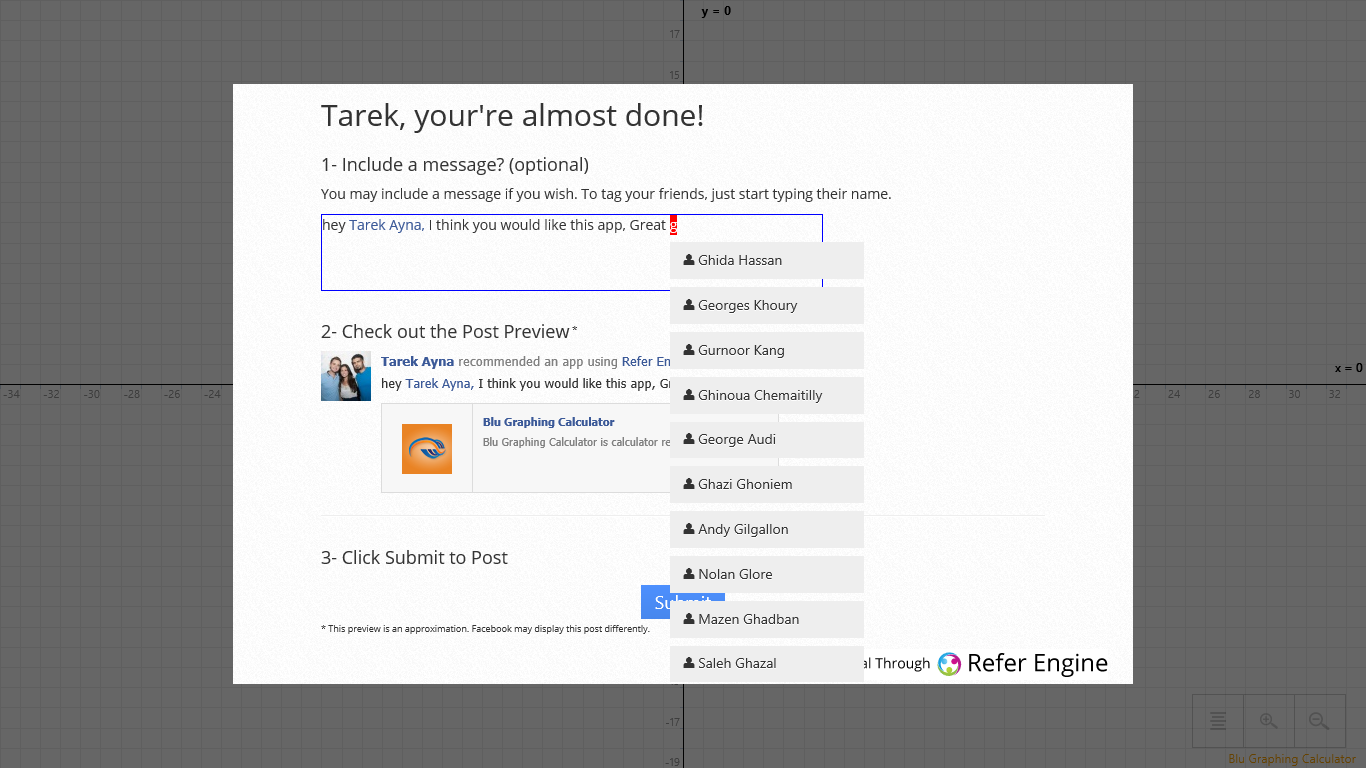 y = 0
17
15
Tarek, your're almost done!
1- Include a message? (optional)
You may include a message if you wish. To tag your friends, just start typing their name.
hey Tarek Ayna, I think you would like this app, Great g
Ghida Hassan
Georges Khoury
Gurnoor Kang
Ghinoua Chemaitilly
George Audi
Ghazi Ghoniem
Andy Gilgallon
Nolan Glore
Mazen Ghadban
Saleh Ghazal
2- Check out the Post Preview *
Tarek Ayna recommended an app using Refer En
hey Tarek Ayna, I think you would like this app, Gr
Blu Graphing Calculator
Blu Graphing Calculator is calculator re
x = 0
-34 -32 -30 -28 -26 -24
2 24 26 28 30 32
3- Click Submit to Post
Submit
* This preview is an approximation. Facebook may display this post differently.
al Through Refer Engine
-17
-19
Blu Graphing Calculator